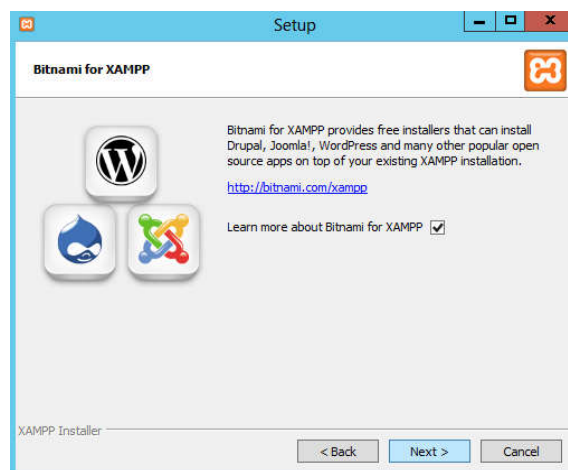 Setup
Bitnami for XAMPP
Bitnami for XAMPP provides free installers that can install
Drupal, Joomla!, WordPress and many other popular open
source apps on top of your existing XAMPP installation.
http://bitnami.com/xampp
Learn more about Bitnami for XAMPP
XAMPP Installer
< Back
Next >
Cancel